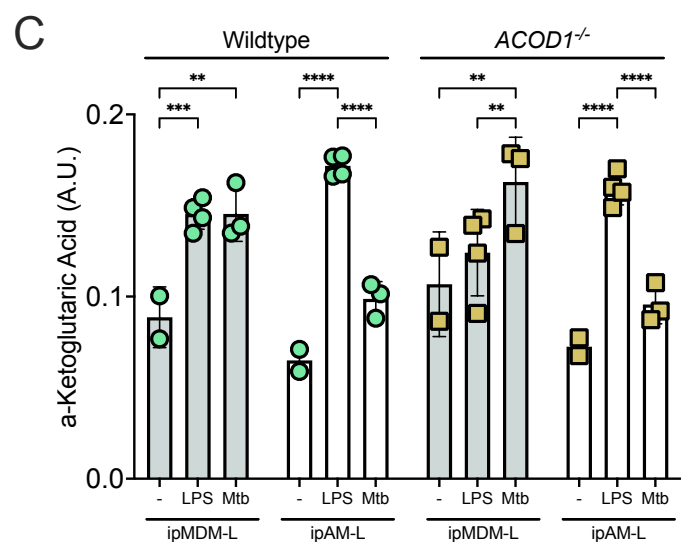 C
Wildtype ACOD1-/-
** **** ** ****
*** **** ** ****
0.2
0.1
0.0
a-Ketoglutaric Acid (A.U.)
- LPS Mtb - LPS Mtb - LPS Mtb - LPS Mtb
ipMDM-L ipAM-L ipMDM-L ipAM-L